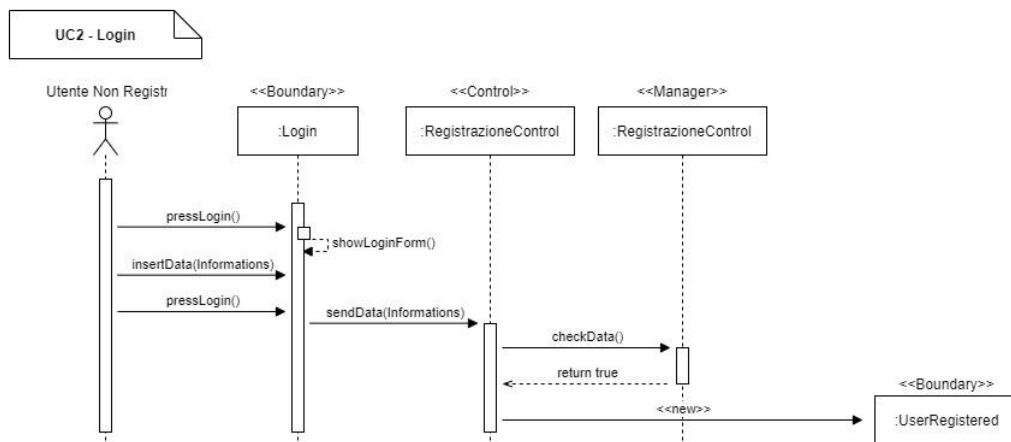 UC2 - Login
Utente Non Registr
<<Boundary>>
<<Control>>
<<Manager>>
:Login
:RegistrazioneControl
:RegistrazioneControl
pressLogin()
showLoginForm()
insertData(Informations)
pressLogin()
sendData(Informations)
checkData()
return true
<<Boundary>>
<<new>>
:UserRegistered